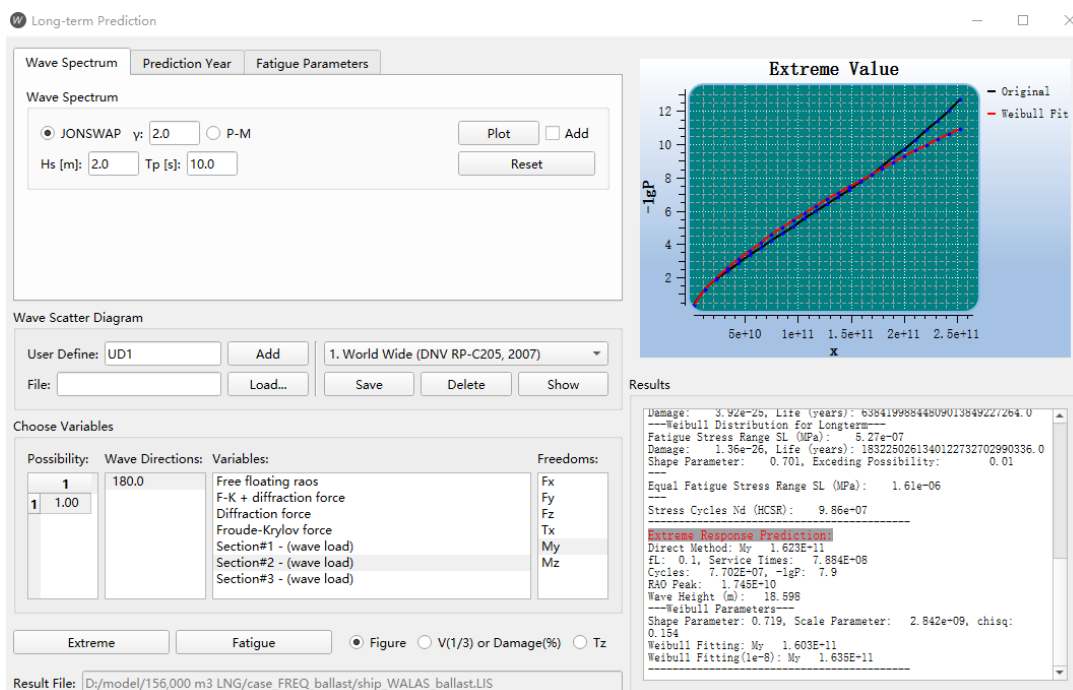 Long-term Prediction
Wave Spectrum Prediction Year Fatigue Parameters
Wave Spectrum
JONSWAP γ: 2.0 P-M Plot Add
Hs [m]: 2.0 Tp [s]: 10.0 Reset
Extreme Value
Original
Weibull Fit
-lgP
12
10
8
6
4
2
5e+10 1e+11 1.5e+11 2e+11 2.5e+11
x
Wave Scatter Diagram
User Define: UD1 Add 1. World Wide (DNV RP-C205, 2007)
File: Load... Save Delete Show
Choose Variables
Possibility: Wave Directions: Variables: Freedoms:
1
1 1.00
180.0
Free floating raos
F-K + diffraction force
Diffraction force
Froude-Krylov force
Section#1 - (wave load)
Section#2 - (wave load)
Section#3 - (wave load)
Fx
Fy
Fz
Tx
My
Mz
Extreme Fatigue Figure V(1/3) or Damage(%) Tz
Result File: D:/model/156,000 m3 LNG/case_FREQ_ballast/ship_WALAS_ballast.LIS
Results
Damage: 3.92e-25, Life (years): 6384199884480901384922​7264.0
---Weibull Distribution for Longterm---
Fatigue Stress Range SL (MPa): 5.27e-07
Damage: 1.36e-26, Life (years): 183225026134012273270299​0336.0
Shape Parameter: 0.701, Exceding Possibility: 0.01
---
Equal Fatigue Stress Range SL (MPa): 1.61e-06
---
Stress Cycles Nd (HCSR): 9.86e+07
Extreme Response Prediction:
Direct Method: My 1.623E+11
fL: 0.1, Service Times: 7.884E+08
Cycles: 7.702E+07, -lgP: 7.9
RAO Peak: 1.745E+10
Wave Height (m): 18.598
---Weibull Parameters---
Shape Parameter: 0.719, Scale Parameter: 2.842e+09, chisq:
0.154
Weibull Fitting: My 1.603E+11
Weibull Fitting(1e-8): My 1.635E+11